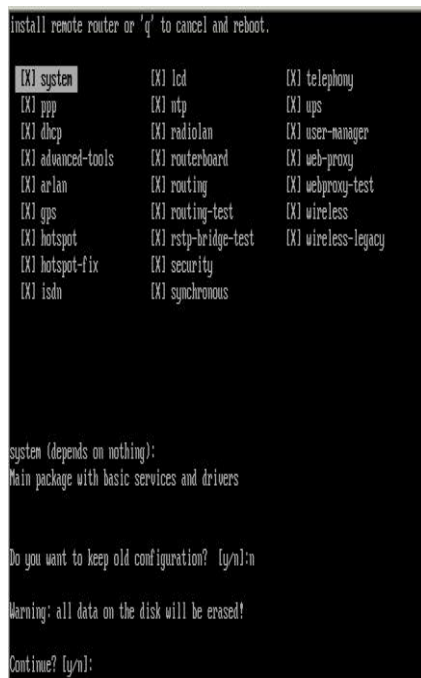 install remote router or 'q' to cancel and reboot.
[X] system [X] lcd [X] telephony
[X] ppp [X] ntp [X] ups
[X] dhcp [X] radiolan [X] user-manager
[X] advanced-tools [X] routerboard [X] web-proxy
[X] arlan [X] routing [X] webproxy-test
[X] gps [X] routing-test [X] wireless
[X] hotspot [X] rstp-bridge-test [X] wireless-legacy
[X] hotspot-fix [X] security
[X] isdn [X] synchronous
system (depends on nothing):
Main package with basic services and drivers
Do you want to keep old configuration? [y/n]:n
Warning: all data on the disk will be erased!
Continue? [y/n]: